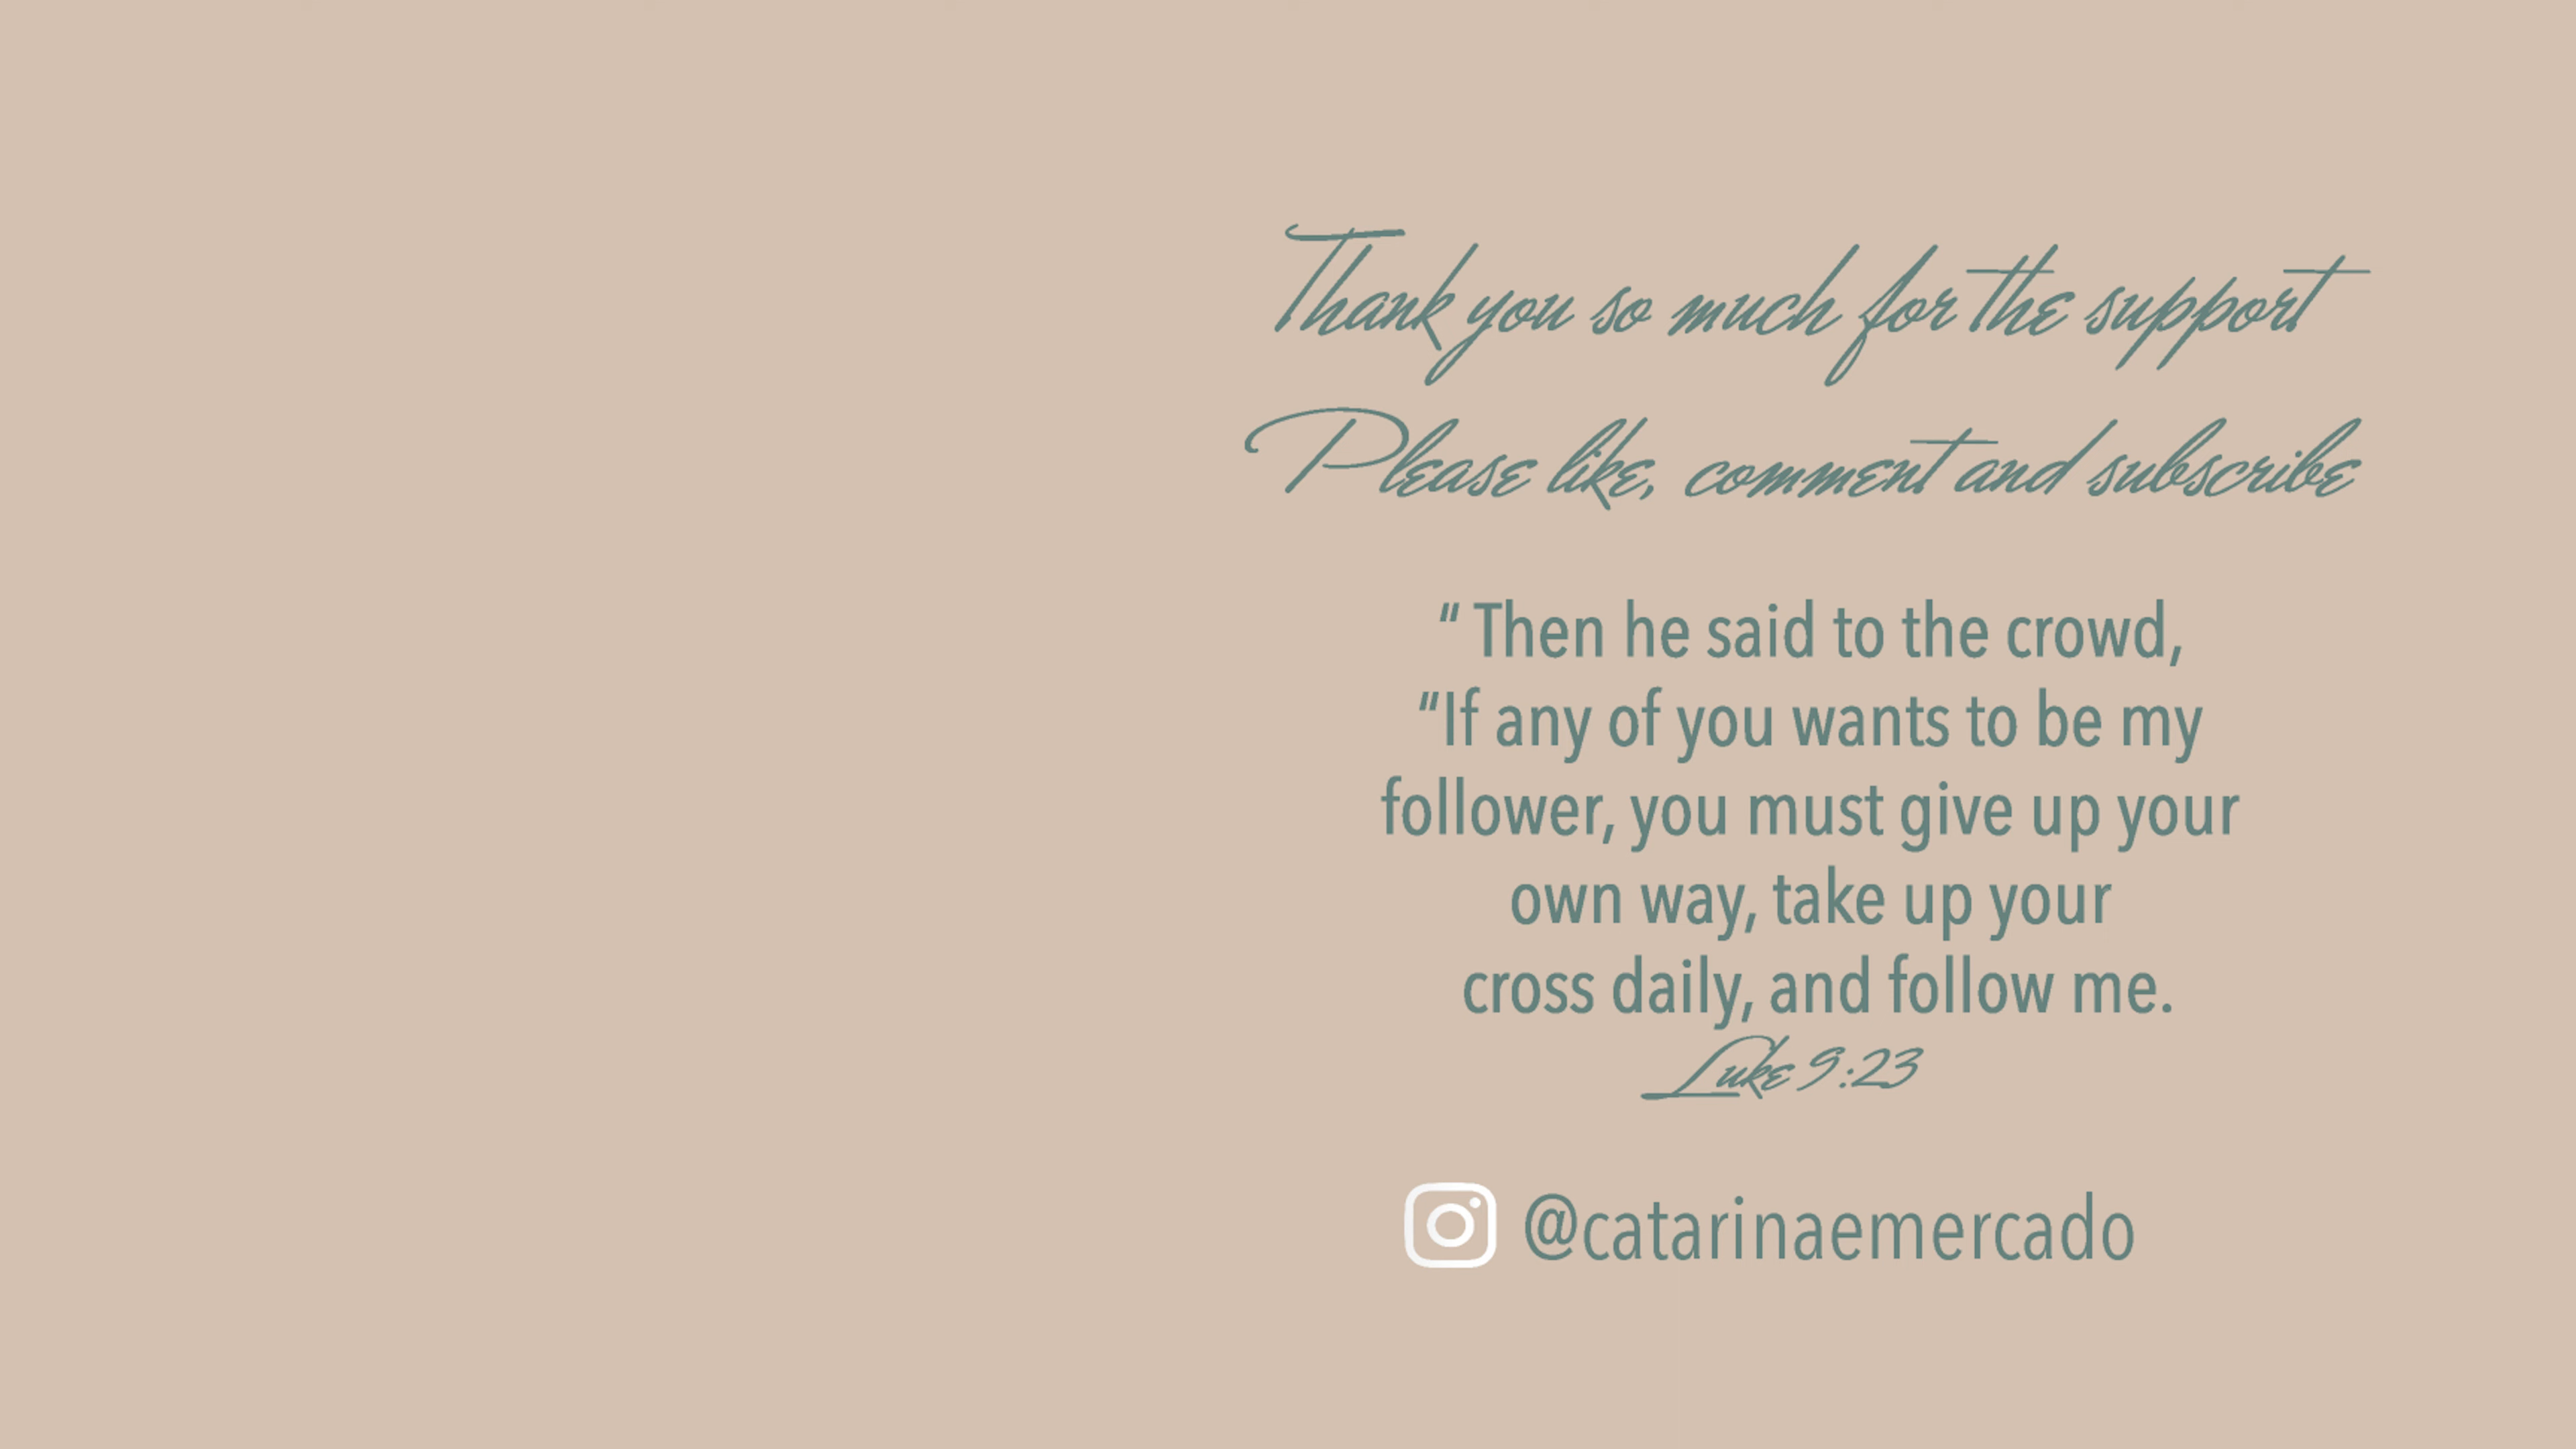 Thank you so much for the support
Please like, comment and subscribe
“ Then he said to the crowd,
“If any of you wants to be my
follower, you must give up your
own way, take up your
cross daily, and follow me.
Luke 9:23
@catarinaemercado